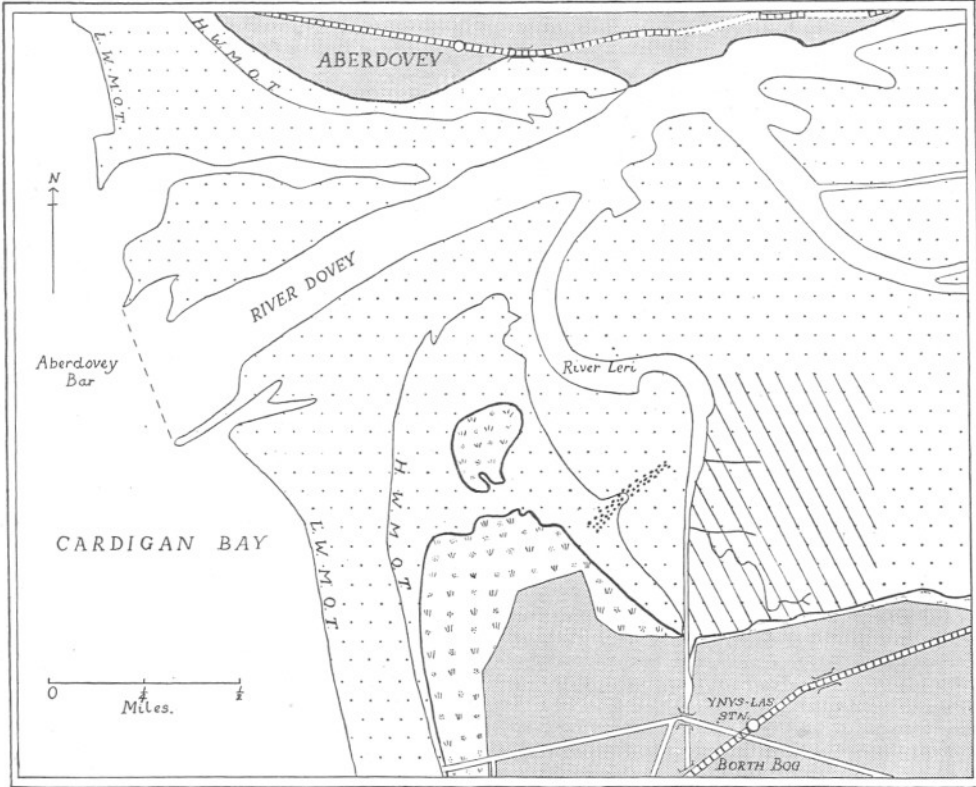 ABERDOVEY
L.W.M.O.T.
H.W.M.O.T
N
RIVER DOVEY
Aberdovey
Bar
River Leri
CARDIGAN BAY
H.W.M.O.T
L.W.M.O.T
0 ¼ ½
Miles.
YNYS-LAS
STN.
BORTH BOG